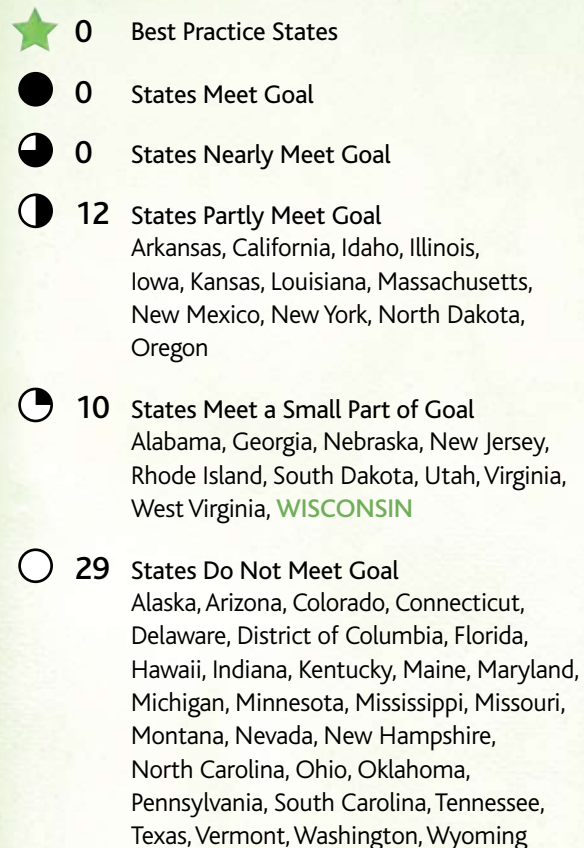 0 Best Practice States
0 States Meet Goal
0 States Nearly Meet Goal
12 States Partly Meet Goal
Arkansas, California, Idaho, Illinois,
Iowa, Kansas, Louisiana, Massachusetts,
New Mexico, New York, North Dakota,
Oregon
10 States Meet a Small Part of Goal
Alabama, Georgia, Nebraska, New Jersey,
Rhode Island, South Dakota, Utah, Virginia,
West Virginia, WISCONSIN
29 States Do Not Meet Goal
Alaska, Arizona, Colorado, Connecticut,
Delaware, District of Columbia, Florida,
Hawaii, Indiana, Kentucky, Maine, Maryland,
Michigan, Minnesota, Mississippi, Missouri,
Montana, Nevada, New Hampshire,
North Carolina, Ohio, Oklahoma,
Pennsylvania, South Carolina, Tennessee,
Texas, Vermont, Washington, Wyoming